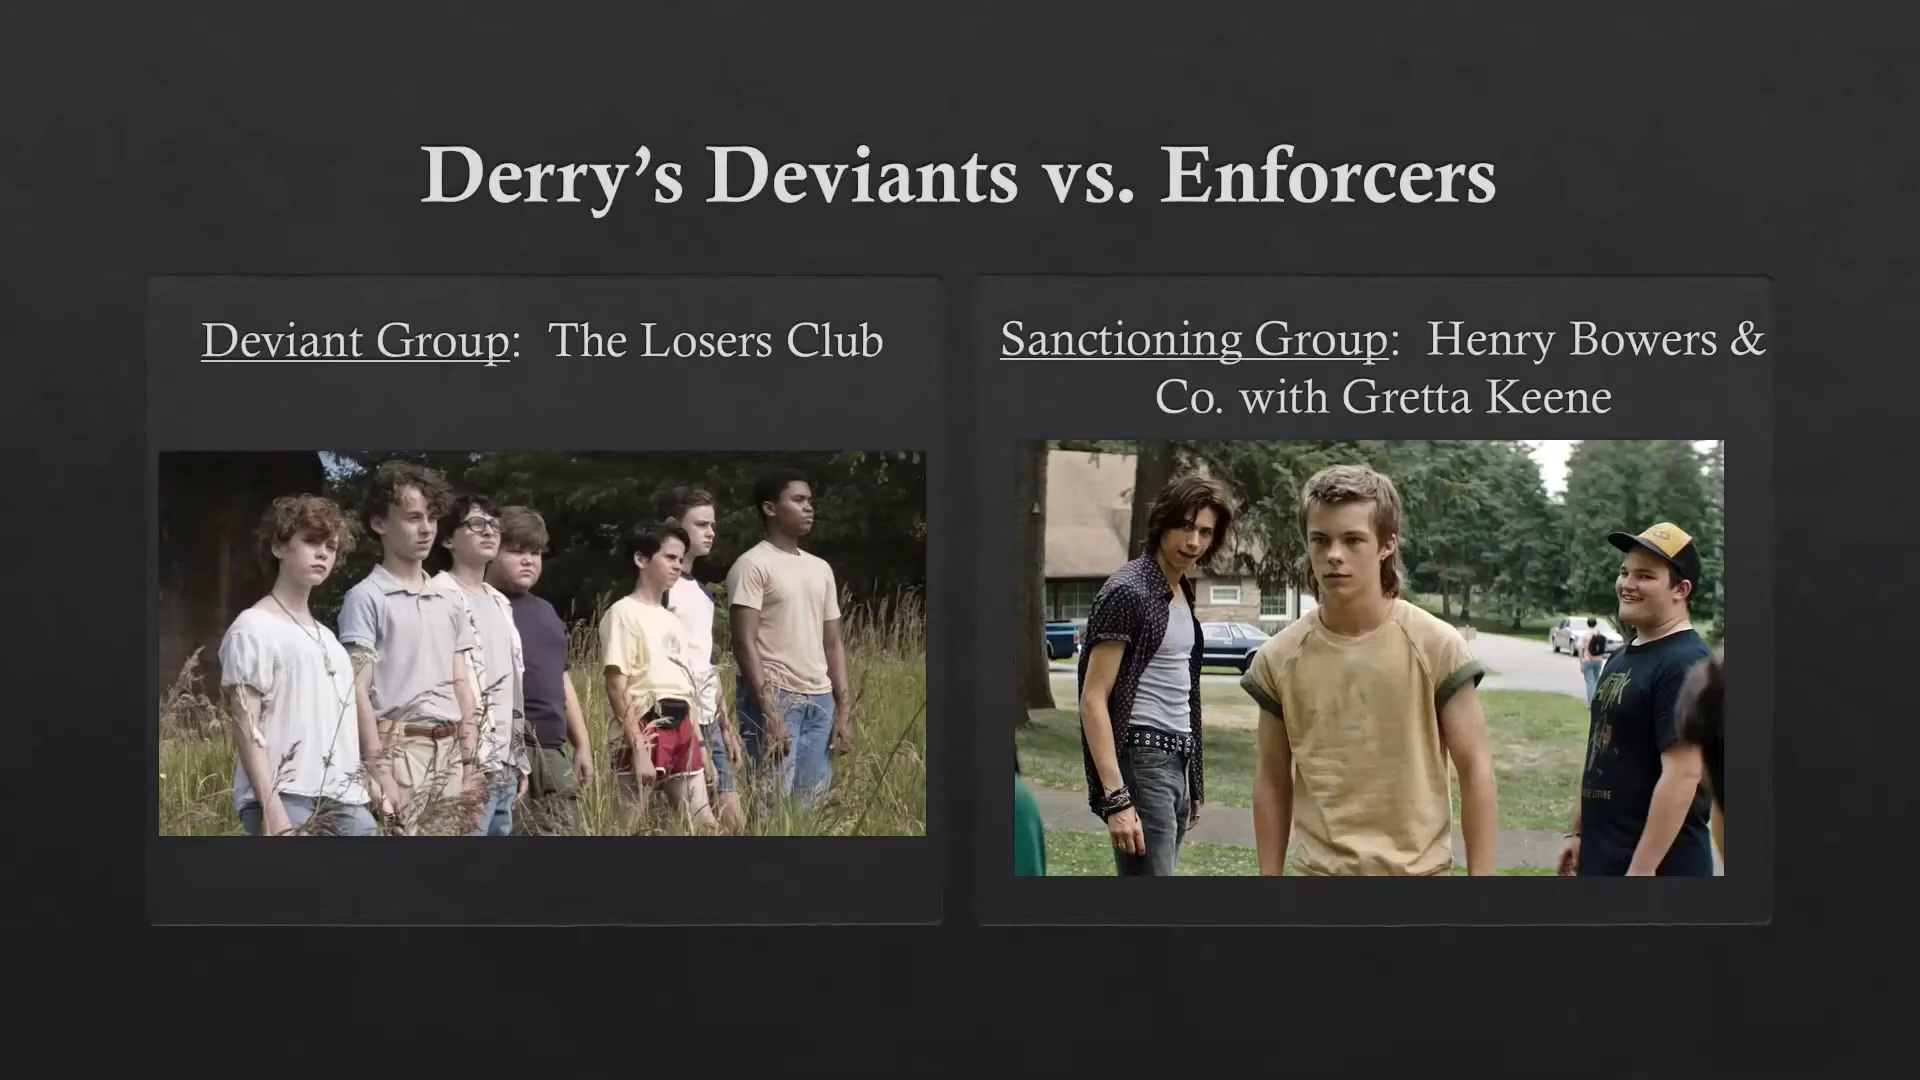 Derry’s Deviants vs. Enforcers
Deviant Group:  The Losers Club
Sanctioning Group:  Henry Bowers &
Co. with Gretta Keene